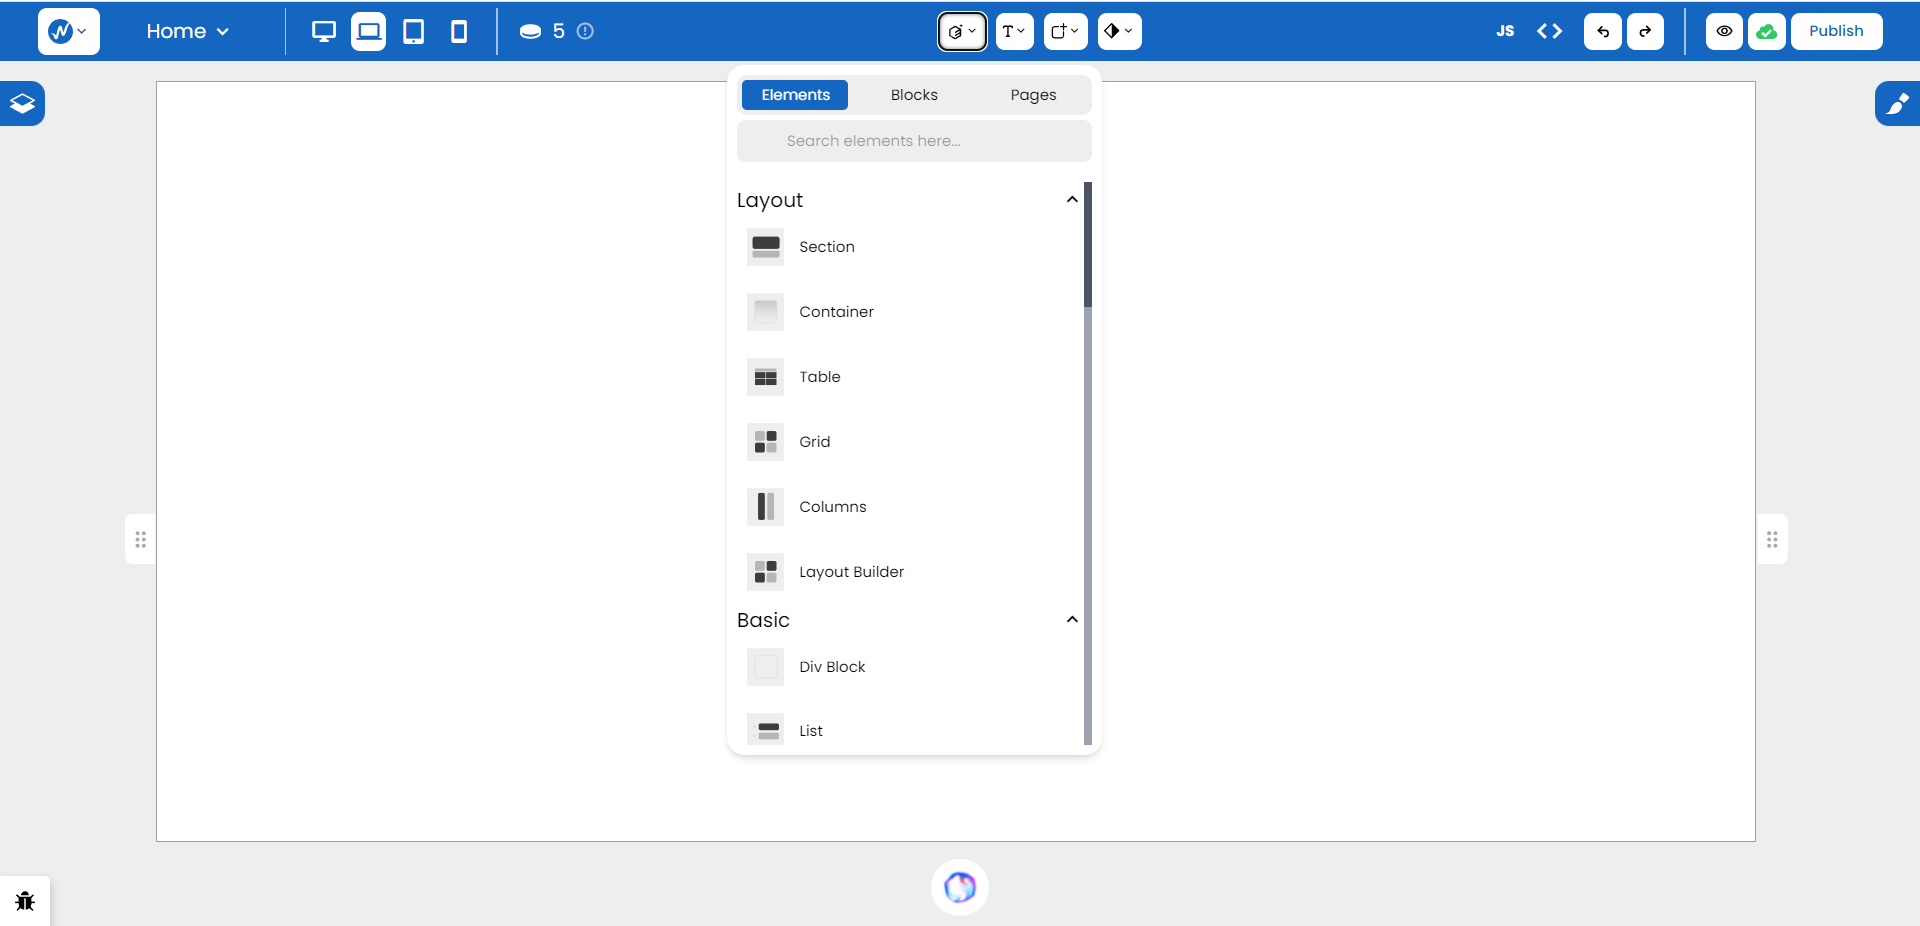 Home
5
T
JS
Publish
Elements
Blocks
Pages
Search elements here...
Layout
Section
Container
Table
Grid
Columns
Layout Builder
Basic
Div Block
List